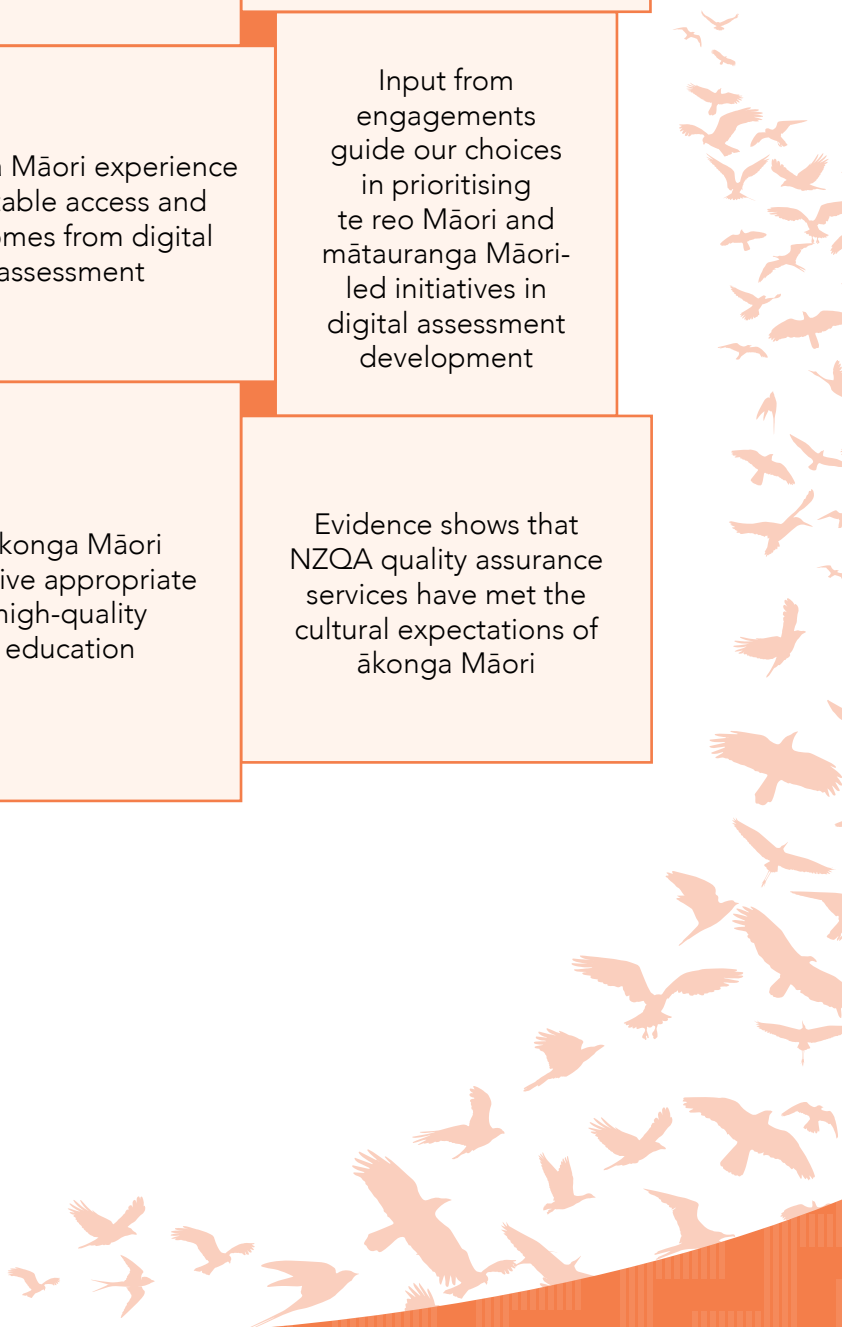 a Māori experience
table access and
omes from digital
assessment
Input from
engagements
guide our choices
in prioritising
te reo Māori and
mātauranga Māori-
led initiatives in
digital assessment
development
konga Māori
ive appropriate
high-quality
education
Evidence shows that
NZQA quality assurance
services have met the
cultural expectations of
ākonga Māori